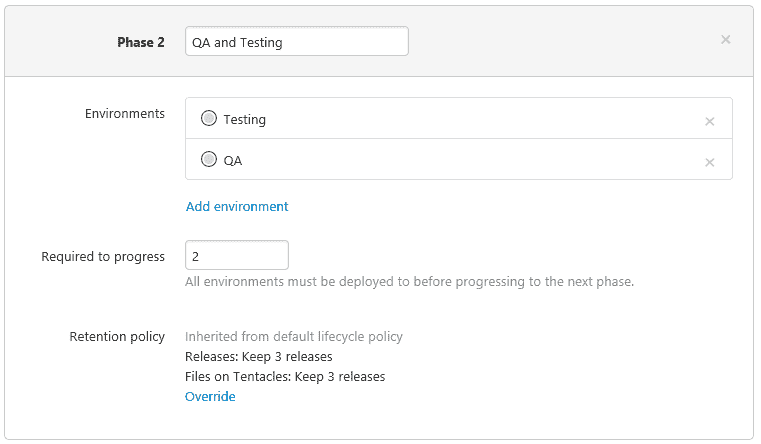 Phase 2
QA and Testing
Environments
Testing
QA
Add environment
Required to progress
2
All environments must be deployed to before progressing to the next phase.
Retention policy
Inherited from default lifecycle policy
Releases: Keep 3 releases
Files on Tentacles: Keep 3 releases
Override